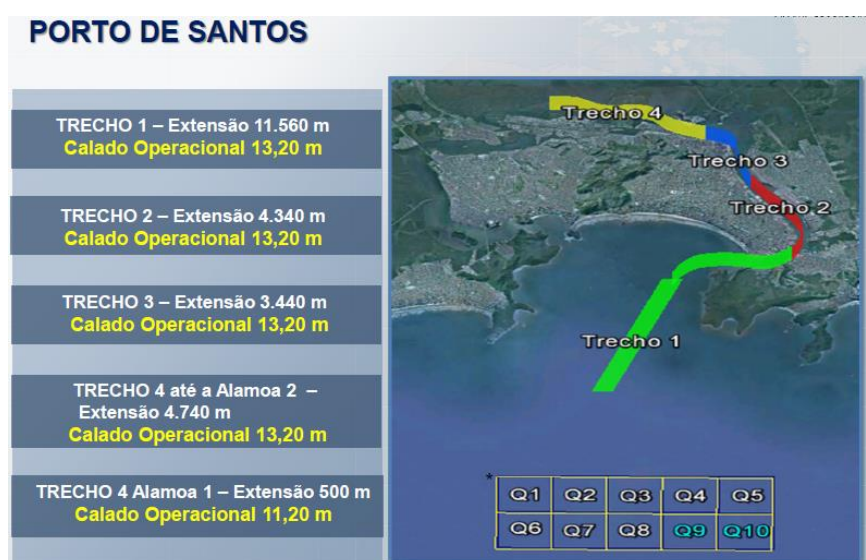 PORTO DE SANTOS
TRECHO 1 – Extensão 11.560 m
Calado Operacional 13,20 m
TRECHO 2 – Extensão 4.340 m
Calado Operacional 13,20 m
TRECHO 3 – Extensão 3.440 m
Calado Operacional 13,20 m
TRECHO 4 até a Alamoa 2 –
Extensão 4.740 m
Calado Operacional 13,20 m
TRECHO 4 Alamoa 1 – Extensão 500 m
Calado Operacional 11,20 m
Trecho 4
Trecho 3
Trecho 2
Trecho 1
* Q1 Q2 Q3 Q4 Q5
Q6 Q7 Q8 Q9 Q10